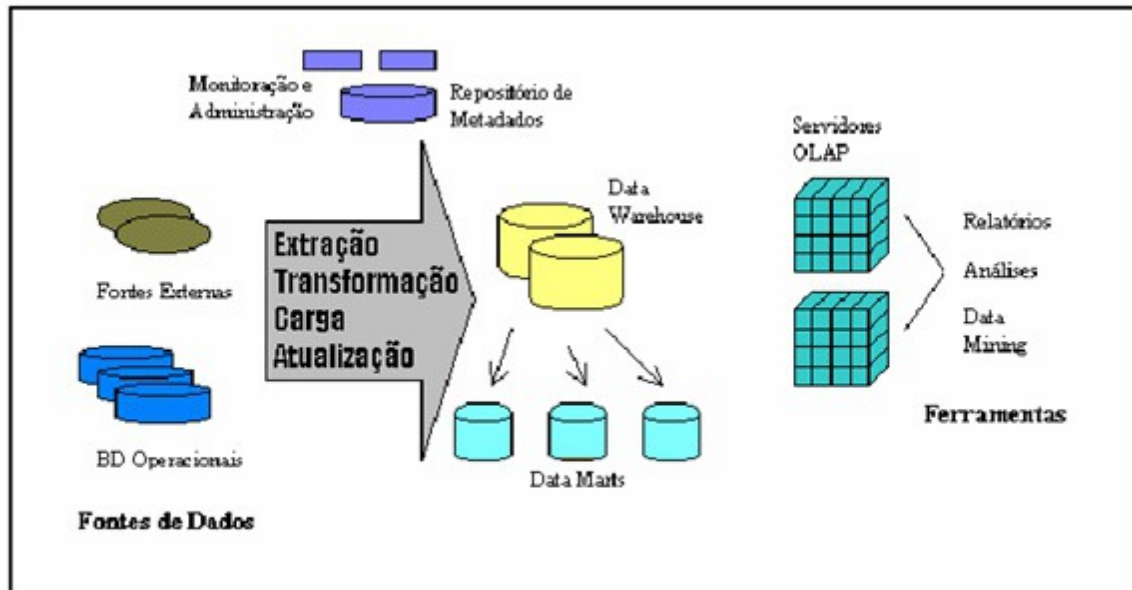 Monitoração e
Administração
Repositório de
Metadados
Servidores
OLAP
Data
Warehouse
Relatórios
Extração
Transformação
Carga
Atualização
Fontes Externas
Análises
Data
Mining
Ferramentas
BD Operacionais
Data Marts
Fontes de Dados